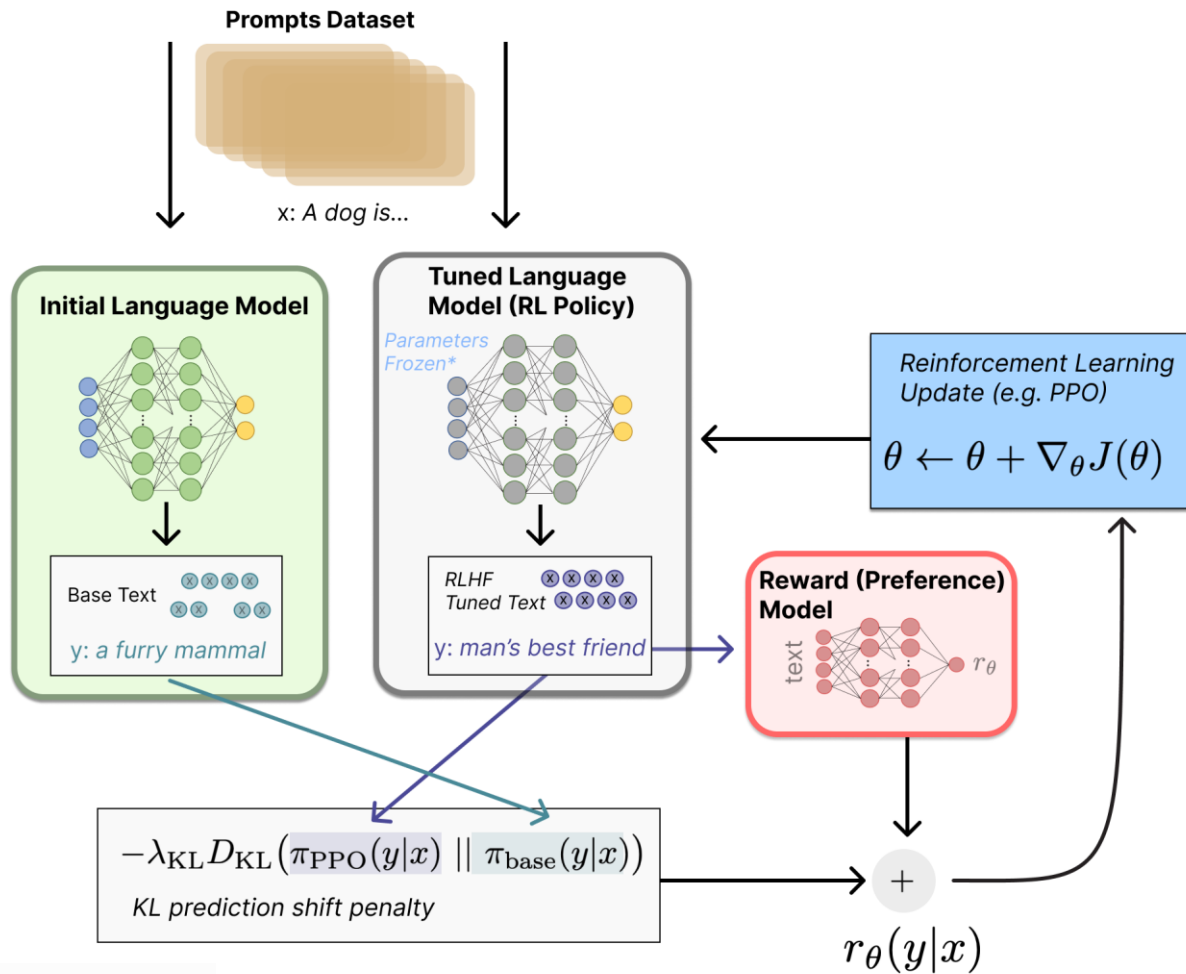 Prompts Dataset
x: A dog is...
Initial Language Model
Tuned Language
Model (RL Policy)
Parameters
Frozen*
Reinforcement Learning
Update (e.g. PPO)
θ ← θ + ∇θJ(θ)
Base Text
x x x x
x x x x
y: a furry mammal
RLHF
Tuned Text
x x x x
x x x x
y: man's best friend
Reward (Preference)
Model
text
rθ
−λKL DKL(πPPO(y|x) || πbase(y|x))
KL prediction shift penalty
+
rθ(y|x)